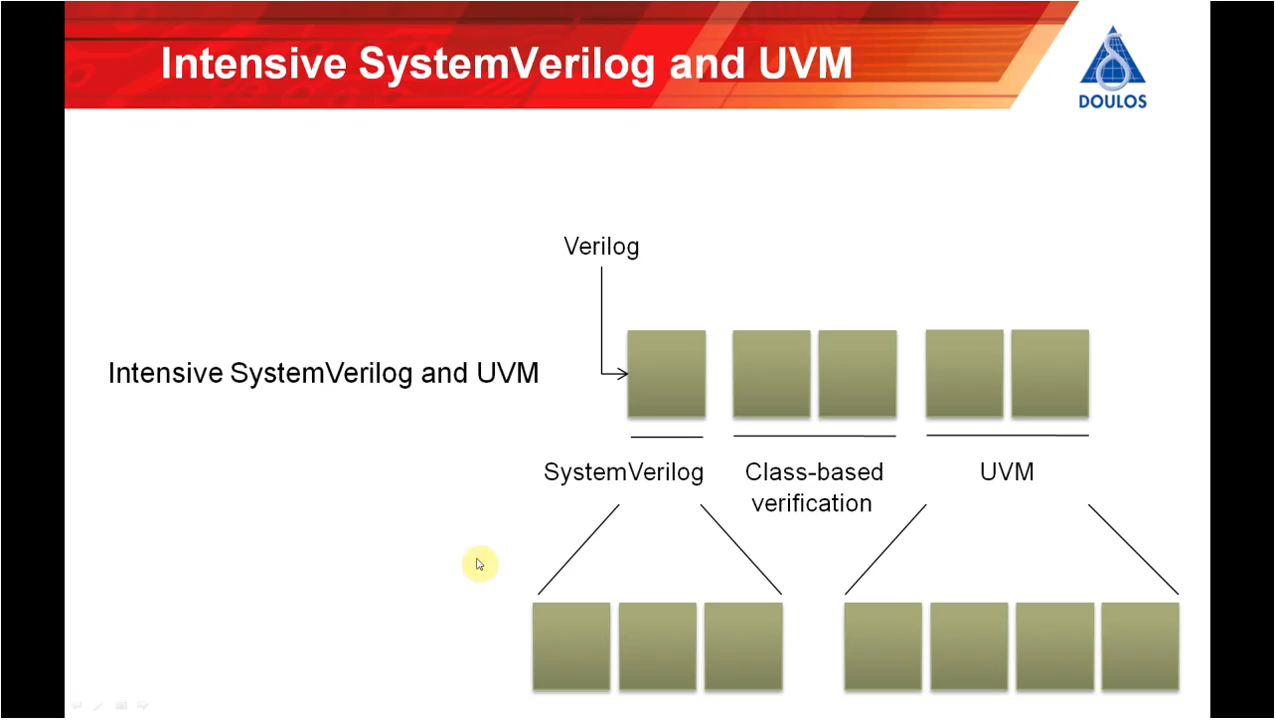 Intensive SystemVerilog and UVM
DOULOS
Verilog
Intensive SystemVerilog and UVM
SystemVerilog
Class-based
verification
UVM